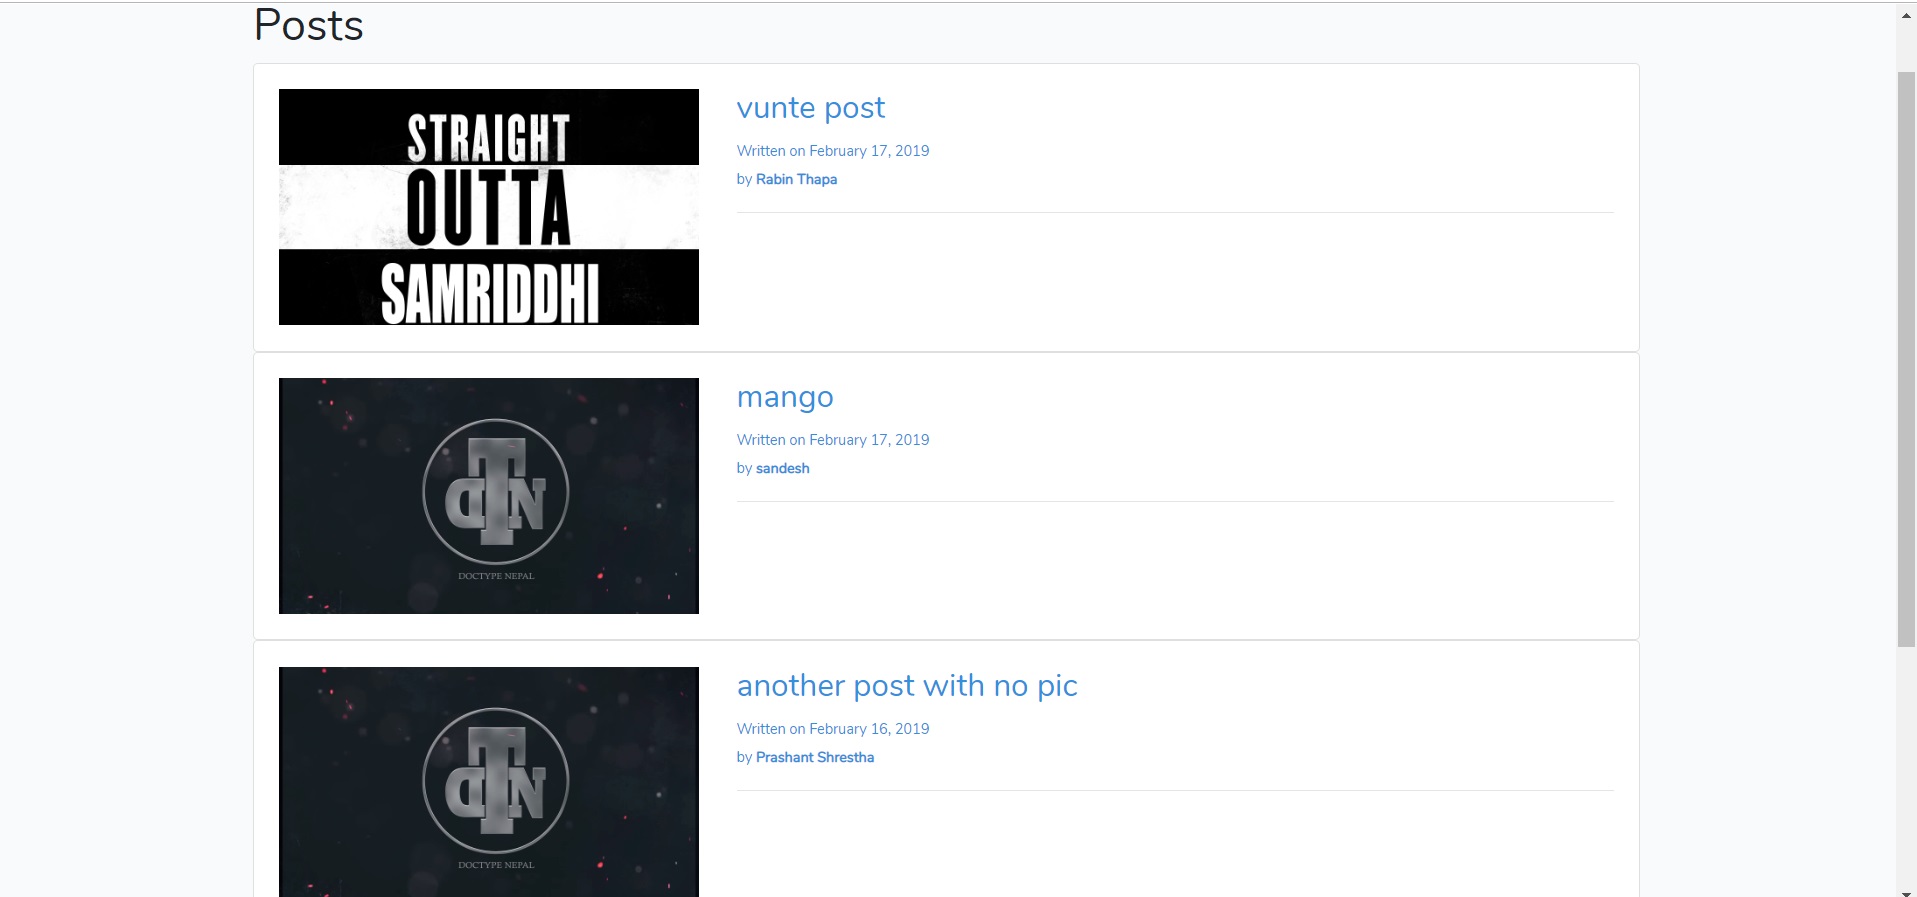 Posts
STRAIGHT
OUTTA
SAMRIDDHI
vunte post
Written on February 17, 2019
by Rabin Thapa
DTN
DOCTYPE NEPAL
mango
Written on February 17, 2019
by sandesh
DTN
DOCTYPE NEPAL
another post with no pic
Written on February 16, 2019
by Prashant Shrestha